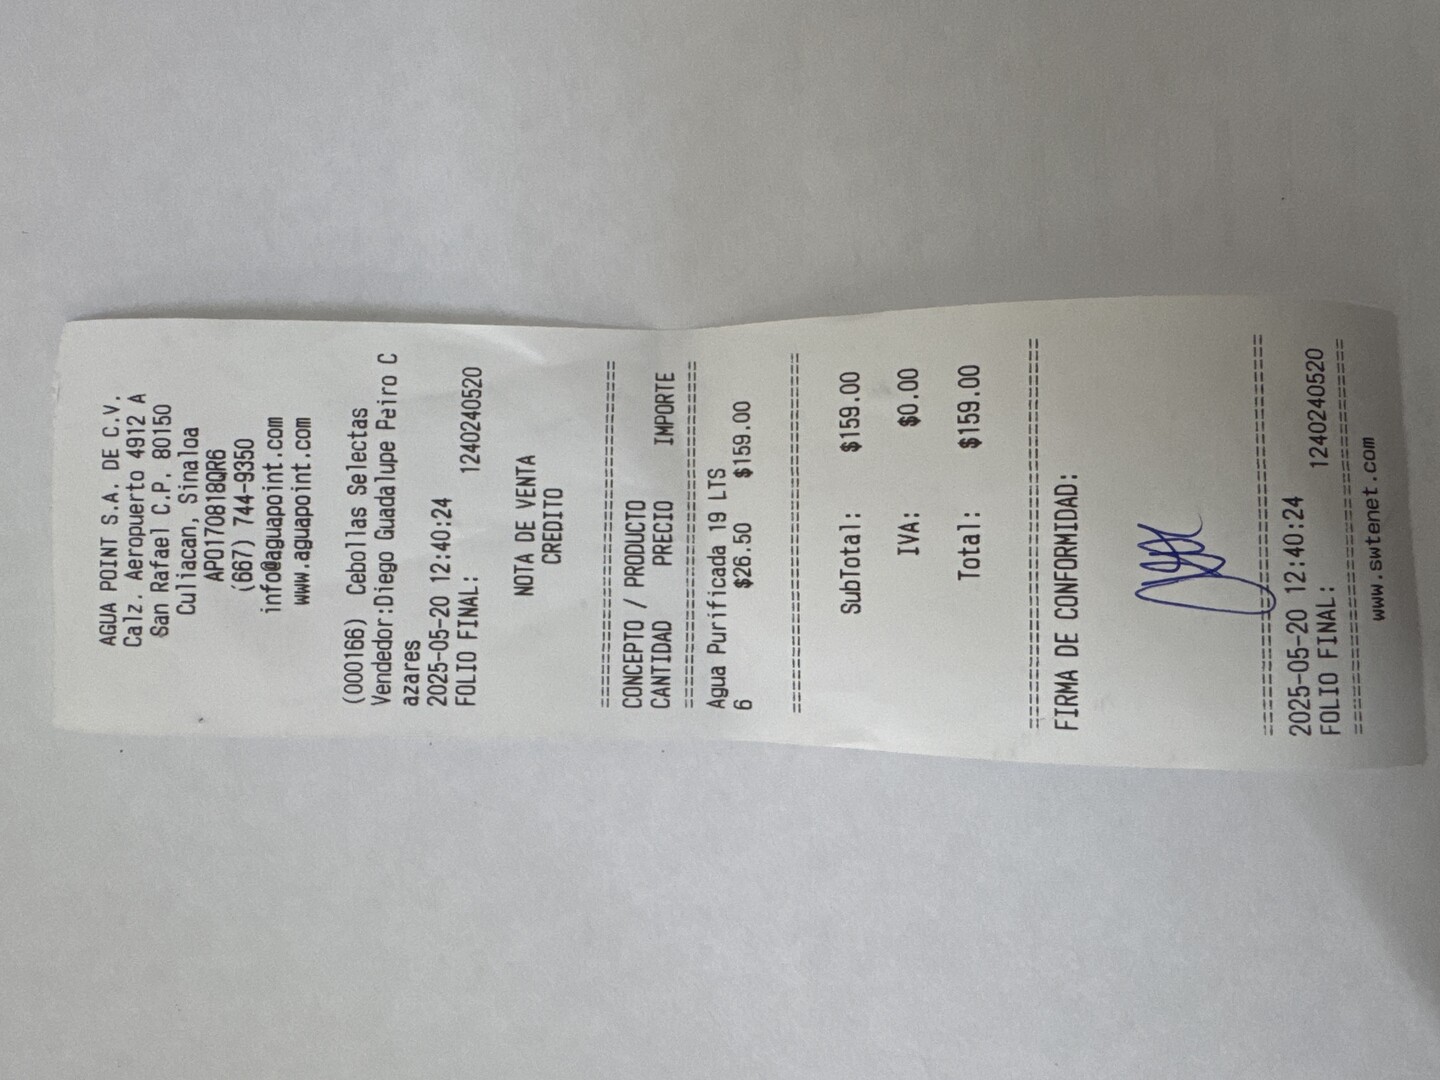 AGUA POINT S.A. DE C.V.
Calz. Aeropuerto 4912 A
San Rafael C.P. 80150
Culiacan, Sinaloa
APO170818QR6
(667) 744-9350
info@aguapoint.com
www.aguapoint.com
(000166) Cebollas Selectas
Vendedor:Diego Guadalupe Peiro C
azares
2025-05-20 12:40:24
FOLIO FINAL: 1240240520
NOTA DE VENTA
CREDITO
================================
CONCEPTO / PRODUCTO
CANTIDAD PRECIO IMPORTE
================================
Agua Purificada 19 LTS
6 $26.50 $159.00
================================
SubTotal: $159.00
IVA: $0.00
Total: $159.00
================================
FIRMA DE CONFORMIDAD:
================================
2025-05-20 12:40:24
FOLIO FINAL: 1240240520
================================
www.swtenet.com